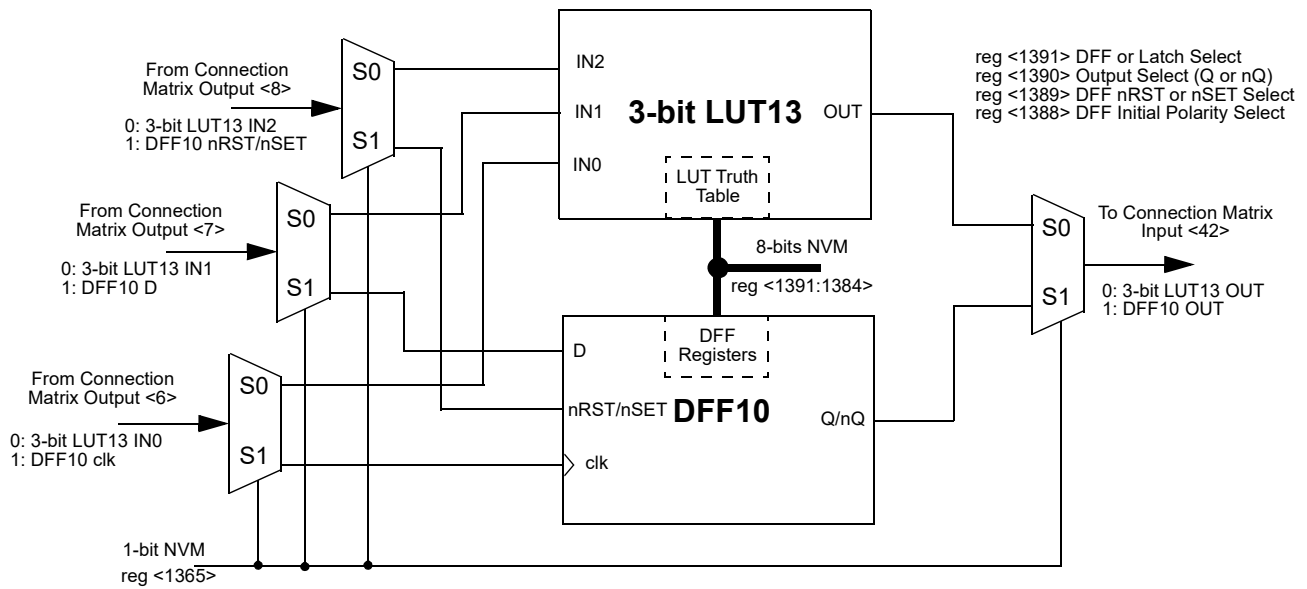 From Connection
Matrix Output <8>
0: 3-bit LUT13 IN2
1: DFF10 nRST/nSET
S0
S1
From Connection
Matrix Output <7>
0: 3-bit LUT13 IN1
1: DFF10 D
S0
S1
From Connection
Matrix Output <6>
0: 3-bit LUT13 IN0
1: DFF10 clk
S0
S1
1-bit NVM
reg <1365>
IN2
IN1
IN0
3-bit LUT13
OUT
LUT Truth
Table
8-bits NVM
reg <1391:1384>
DFF
Registers
D
nRST/nSET
clk
DFF10
Q/nQ
reg <1391> DFF or Latch Select
reg <1390> Output Select (Q or nQ)
reg <1389> DFF nRST or nSET Select
reg <1388> DFF Initial Polarity Select
S0
S1
To Connection Matrix
Input <42>
0: 3-bit LUT13 OUT
1: DFF10 OUT